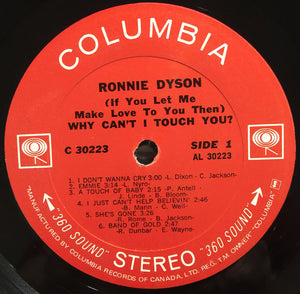 COLUMBIA
RONNIE DYSON
(If You Let Me
Make Love To You Then)
WHY CAN'T I TOUCH YOU?
C 30223
SIDE 1
AL 30223
1. I DON'T WANNA CRY 3:00 -L. Dixon - C. Jackson-
2. EMMIE 3:14 -L. Nyro-
3. A TOUCH OF BABY 2:15 -P. Antell -
J. Linde - B. Bloom-
4. I JUST CAN'T HELP BELIEVIN' 2:46
-B. Mann - C. Weil-
5. SHE'S GONE 3:26
-R. Rome - B. Jackson-
6. BAND OF GOLD 2:47
-R. Dunbar - E. Wayne-
"360 SOUND" STEREO "360 SOUND"
MANUFACTURED BY COLUMBIA RECORDS OF CANADA, LTD. REG. T.M. OWNER "COLUMBIA"